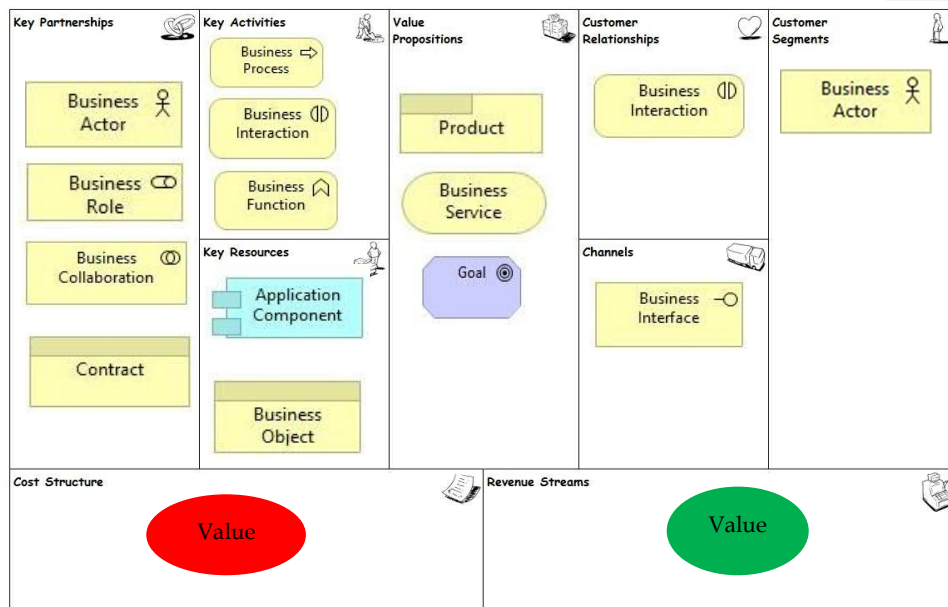 Key Partnerships
Business
Actor
Business
Role
Business
Collaboration
Contract
Key Activities
Business
Process
Business
Interaction
Business
Function
Key Resources
Application
Component
Business
Object
Value
Propositions
Product
Business
Service
Goal
Customer
Relationships
Business
Interaction
Channels
Business
Interface
Customer
Segments
Business
Actor
Cost Structure
Value
Revenue Streams
Value